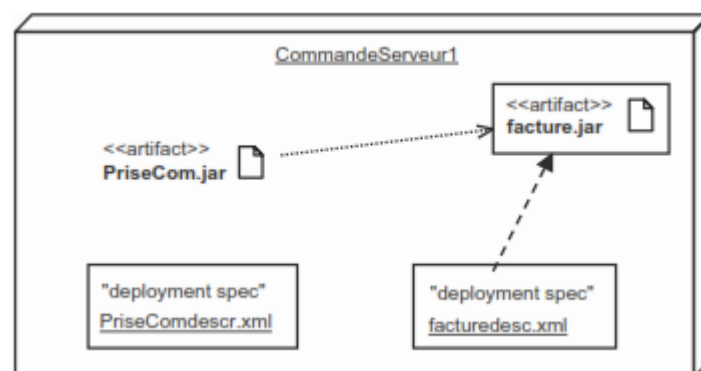 CommandeServeur1
<<artifact>>
facture.jar
<<artifact>>
PriseCom.jar
"deployment spec"
PriseComdescr.xml
"deployment spec"
facturedesc.xml